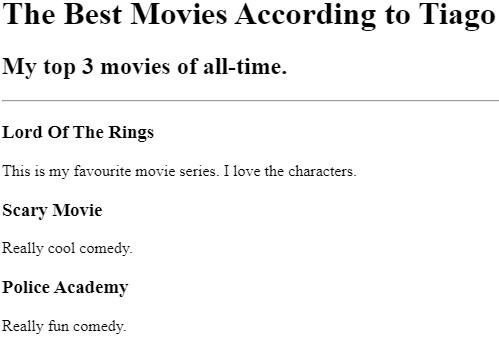 The Best Movies According to Tiago
My top 3 movies of all-time.
Lord Of The Rings
This is my favourite movie series. I love the characters.
Scary Movie
Really cool comedy.
Police Academy
Really fun comedy.